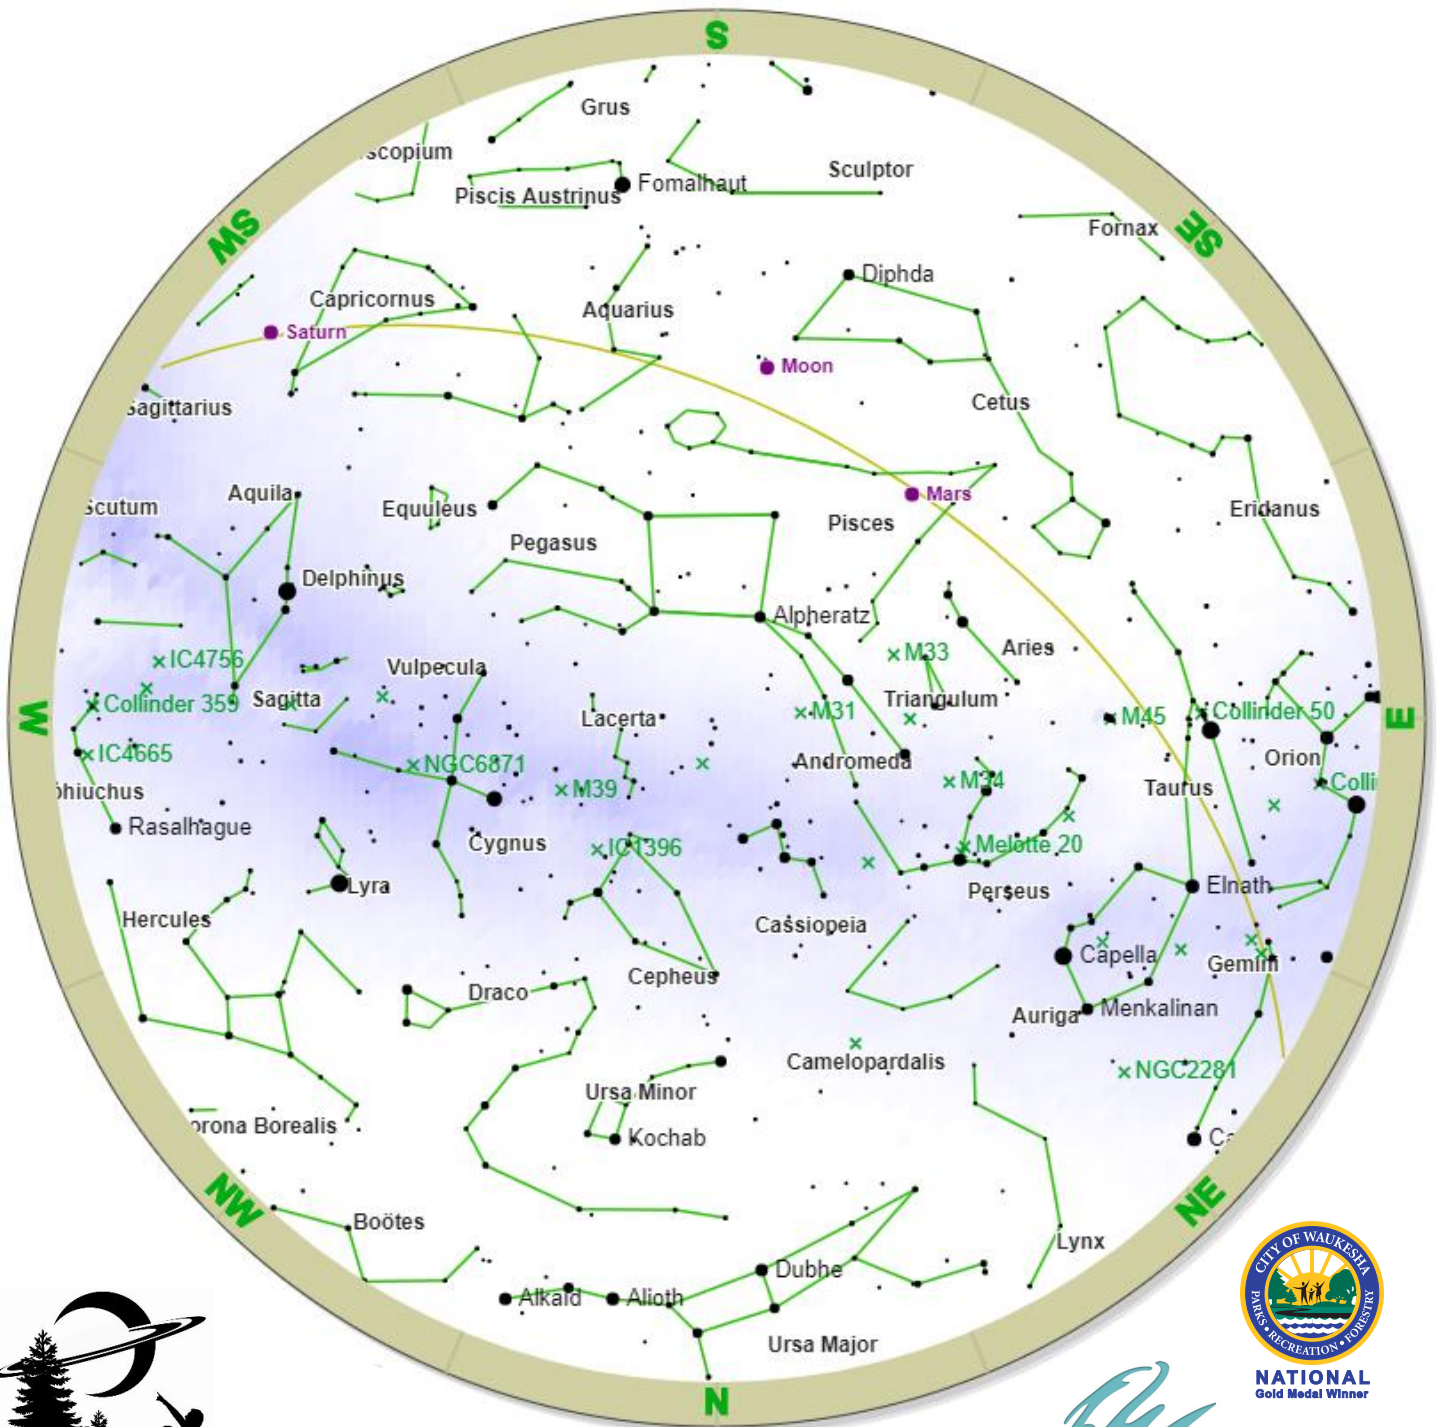 S
Grus
scopium
Sculptor
Fomalhaut
Piscis Austrinus
Fornax
SW
SE
Diphda
Capricornus
Aquarius
Saturn
Moon
Cetus
Sagittarius
Mars
Aquila
Scutum
Equuleus
Eridanus
Pisces
Pegasus
Delphinus
Alpheratz
Aries
M33
IC4756
Vulpecula
Triangulum
Sagitta
Collinder 359
M31
M45
Collinder 50
W
E
Lacerta
IC4665
NGC6871
Andromeda
Orion
M34
Colli
M39
Taurus
phiuchus
Rasalhague
Cygnus
IC1396
Melotte 20
Lyra
Elnath
Perseus
Hercules
Cassiopeia
Capella
Gemini
Cepheus
Draco
Menkalinan
Auriga
Camelopardalis
NGC2281
Ursa Minor
orona Borealis
Kochab
Ca
NW
NE
Boötes
Lynx
Dubhe
Alkaid
Alioth
Ursa Major
N
CITY OF WAUKESHA
PARKS • RECREATION • FORESTRY
NATIONAL
Gold Medal Winner